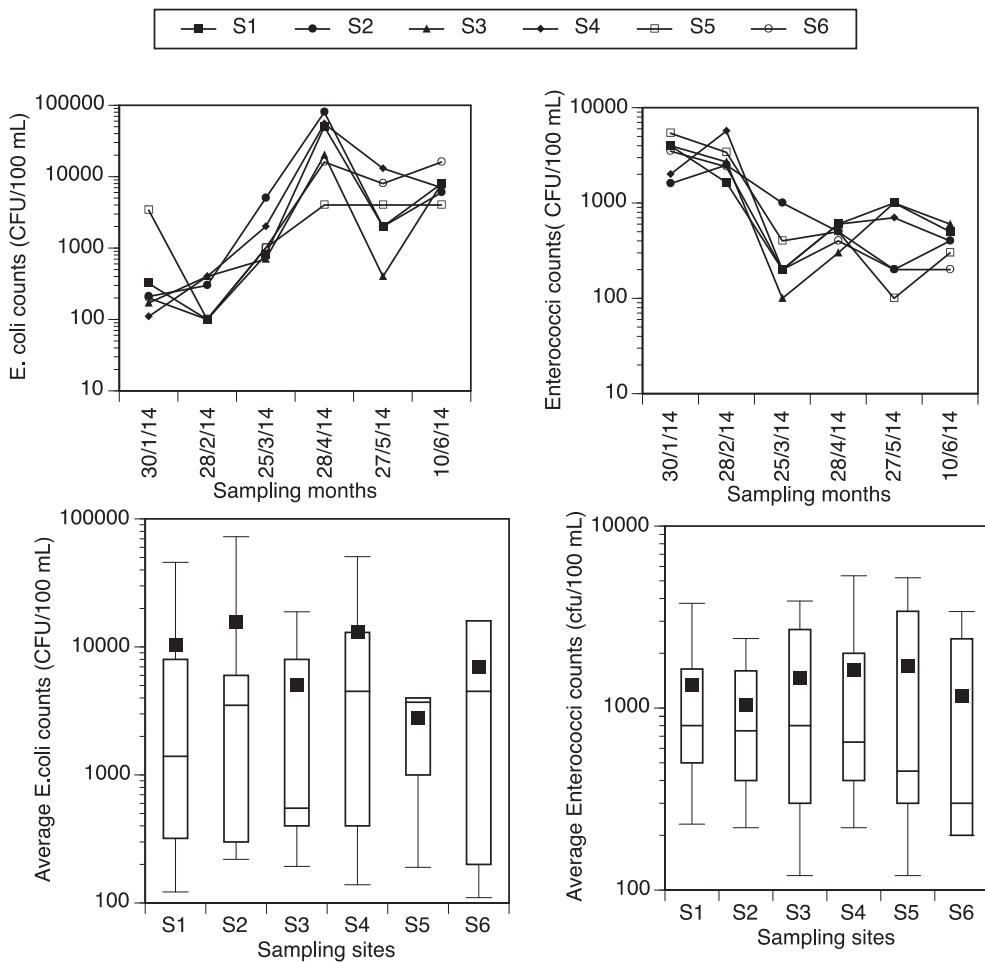 S1 S2 S3 S4 S5 S6
E. coli counts (CFU/100 mL)
100000
10000
1000
100
10
30/1/14
28/2/14
25/3/14
28/4/14
27/5/14
10/6/14
Sampling months
Enterococci counts( CFU/100 mL)
10000
1000
100
10
30/1/14
28/2/14
25/3/14
28/4/14
27/5/14
10/6/14
Sampling months
Average E.coli counts (CFU/100 mL)
100000
10000
1000
100
S1 S2 S3 S4 S5 S6
Sampling sites
Average Enterococci counts (cfu/100 mL)
10000
1000
100
S1 S2 S3 S4 S5 S6
Sampling sites